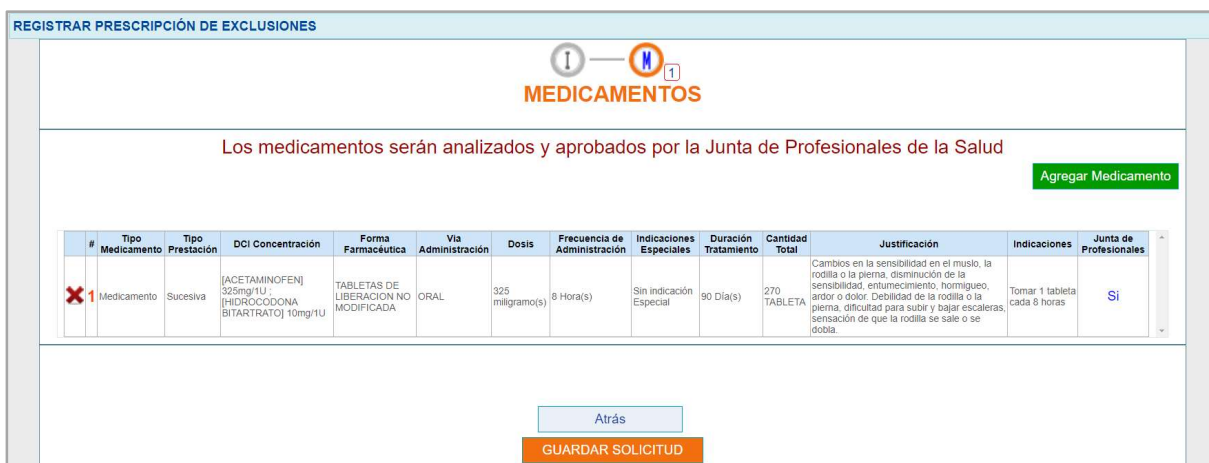 REGISTRAR PRESCRIPCIÓN DE EXCLUSIONES
I M 1
MEDICAMENTOS
Los medicamentos serán analizados y aprobados por la Junta de Profesionales de la Salud
Agregar Medicamento
# Tipo Medicamento Tipo Prestación DCI Concentración Forma Farmacéutica Via Administración Dosis Frecuencia de Administración Indicaciones Especiales Duración Tratamiento Cantidad Total Justificación Indicaciones Junta de Profesionales
1 Medicamento Sucesiva
[ACETAMINOFEN]
325mg/1U ;
[HIDROCODONA
BITARTRATO] 10mg/1U
TABLETAS DE
LIBERACION NO
MODIFICADA
ORAL
325
miligramo(s)
8 Hora(s)
Sin indicación
Especial
90 Día(s)
270
TABLETA
Cambios en la sensibilidad en el muslo, la
rodilla o la pierna, disminución de la
sensibilidad, entumecimiento, hormigueo,
ardor o dolor. Debilidad de la rodilla o la
pierna, dificultad para subir y bajar escaleras,
sensación de que la rodilla se sale o se
dobla.
Tomar 1 tableta
cada 8 horas
Si
Atrás
GUARDAR SOLICITUD